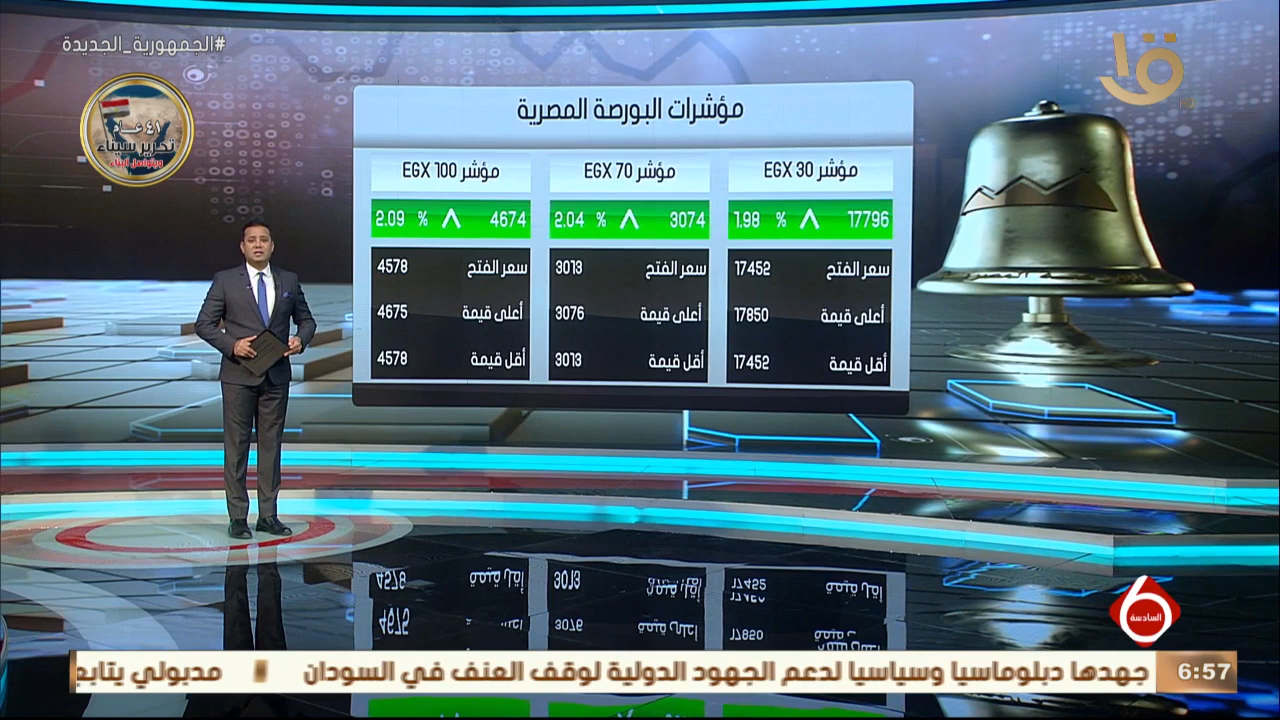 #الجمهورية_الجديدة
٤١ عـــام
تحرير سيناء
ويتواصل البناء
مؤشرات البورصة المصرية
مؤشر EGX 30
17796 % 1.98
سعر الفتح 17452
أعلى قيمة 17850
أقل قيمة 17452
مؤشر EGX 70
3074 % 2.04
سعر الفتح 3013
أعلى قيمة 3076
أقل قيمة 3013
مؤشر EGX 100
4674 % 2.09
سعر الفتح 4578
أعلى قيمة 4675
أقل قيمة 4578
السادسة
6:57
جهدها دبلوماسيا وسياسيا لدعم الجهود الدولية لوقف العنف في السودان
مدبولي يتابع